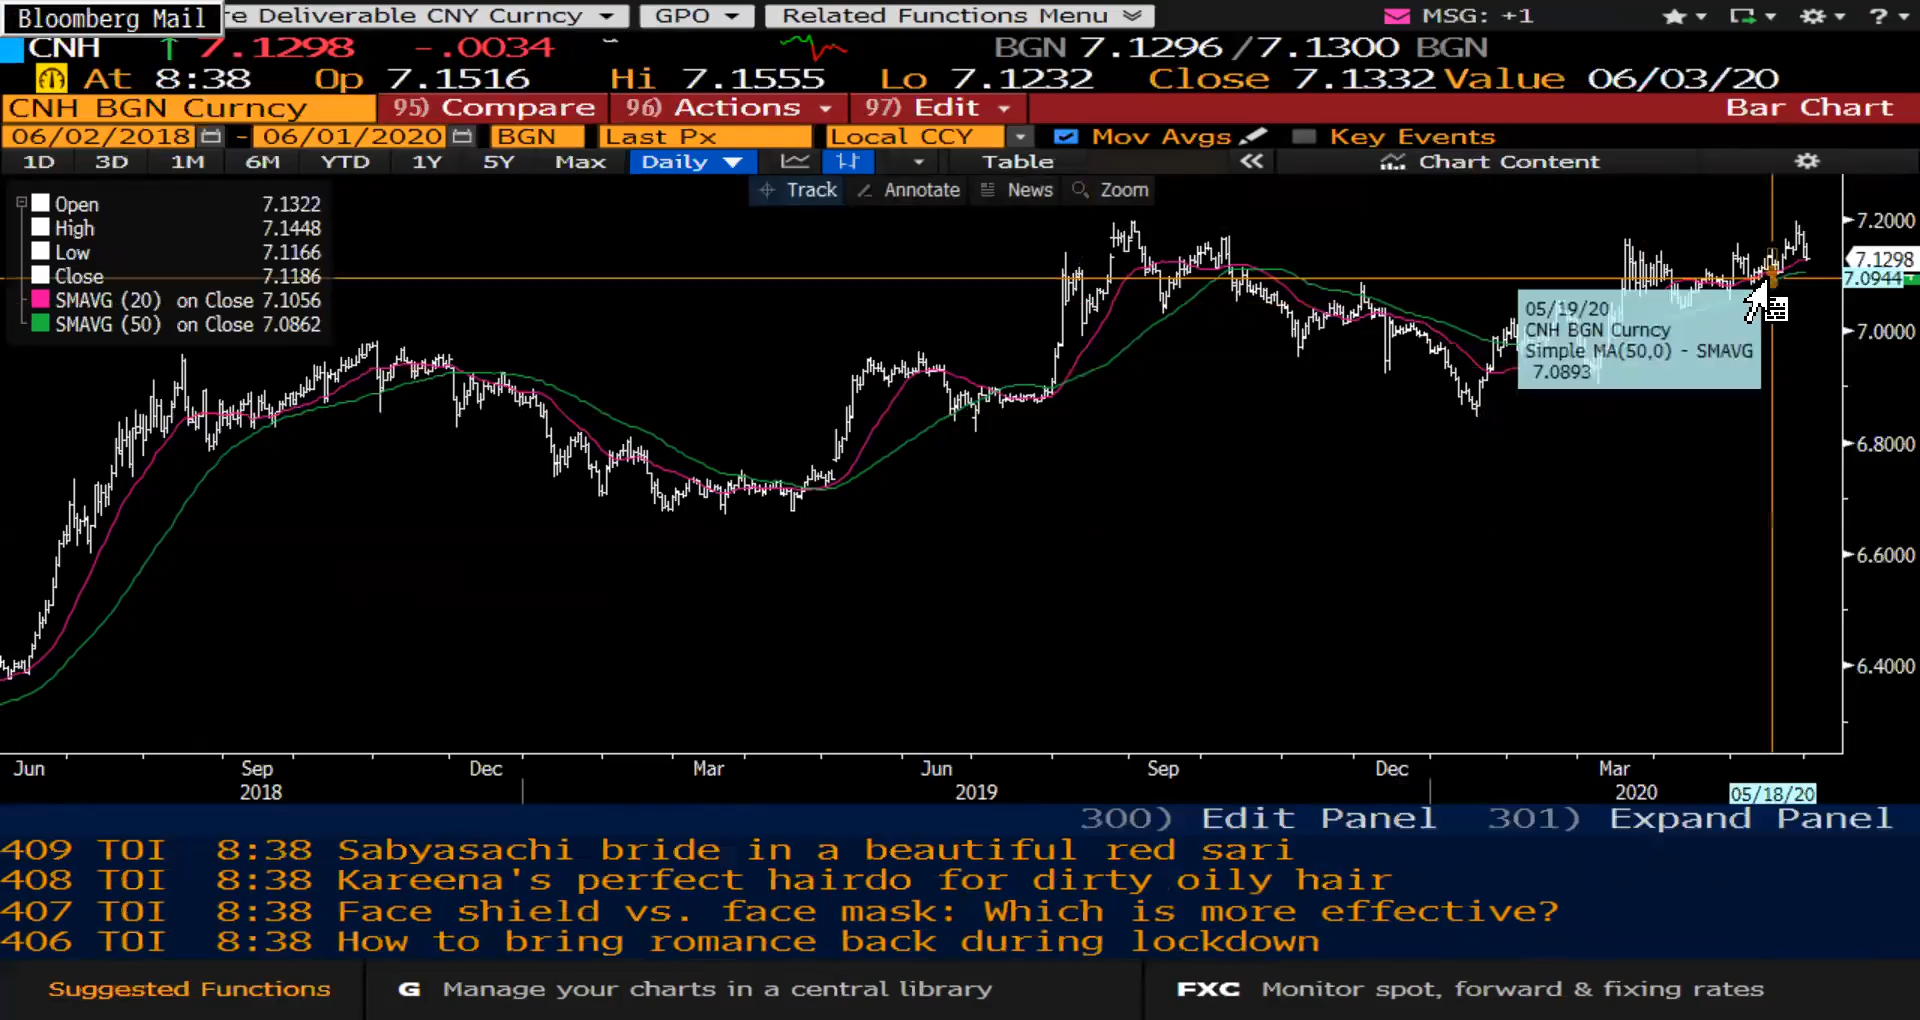 Bloomberg Mail
re Deliverable CNY Curncy GPO Related Functions Menu MSG: +1 ?
CNH ↑ 7.1298 -.0034 BGN 7.1296 /7.1300 BGN
At 8:38 Op 7.1516 Hi 7.1555 Lo 7.1232 Close 7.1332 Value 06/03/20
CNH BGN Curncy 95) Compare 96) Actions 97) Edit Bar Chart
06/02/2018 - 06/01/2020 BGN Last Px Local CCY Mov Avgs Key Events
1D 3D 1M 6M YTD 1Y 5Y Max Daily ▼ Table « Chart Content
Track Annotate News Zoom
Open 7.1322
High 7.1448
Low 7.1166
Close 7.1186
SMAVG (20) on Close 7.1056
SMAVG (50) on Close 7.0862
7.2000
7.1298
7.0944
7.0000
6.8000
6.6000
6.4000
05/19/20
CNH BGN Curncy
Simple MA(50,0) - SMAVG
7.0893
Jun Sep Dec Mar Jun Sep Dec Mar
2018 2019 2020 05/18/20
300) Edit Panel 301) Expand Panel
409 TOI 8:38 Sabyasachi bride in a beautiful red sari
408 TOI 8:38 Kareena's perfect hairdo for dirty oily hair
407 TOI 8:38 Face shield vs. face mask: Which is more effective?
406 TOI 8:38 How to bring romance back during lockdown
Suggested Functions G Manage your charts in a central library FXC Monitor spot, forward & fixing rates